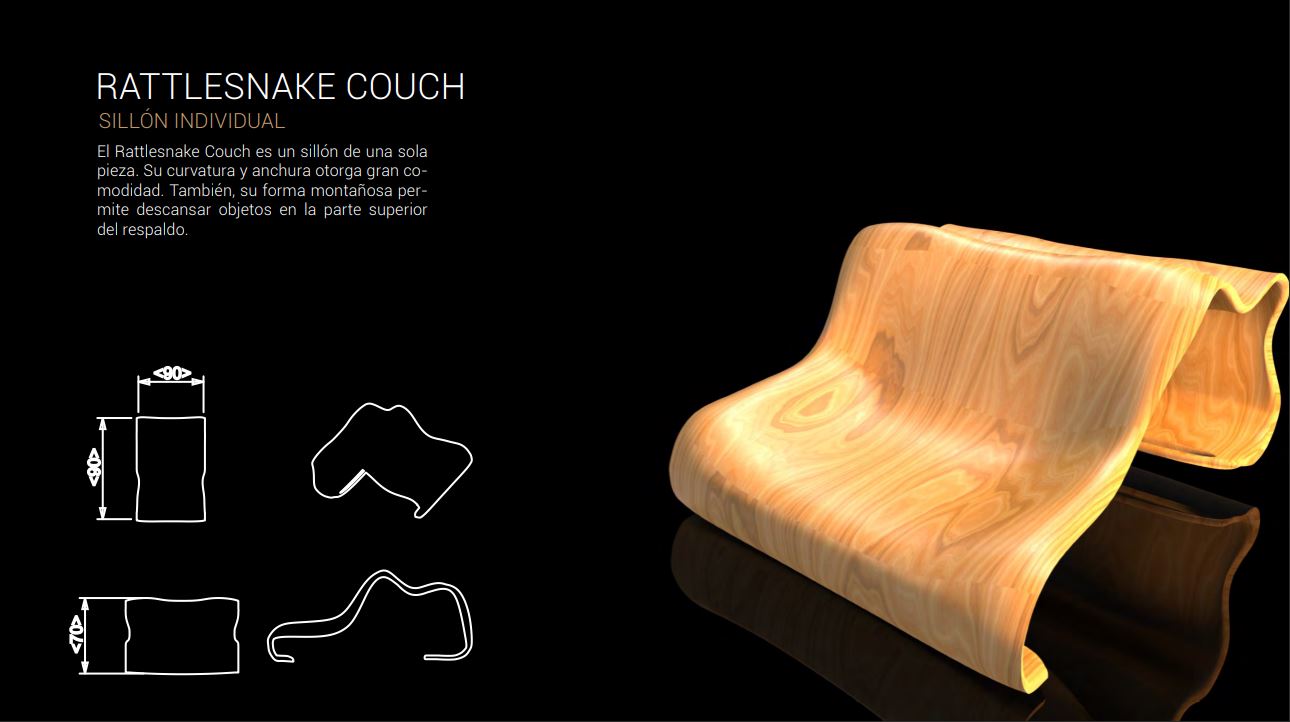 RATTLESNAKE COUCH
SILLÓN INDIVIDUAL
El Rattlesnake Couch es un sillón de una sola
pieza. Su curvatura y anchura otorga gran co-
modidad. También, su forma montañosa per-
mite descansar objetos en la parte superior
del respaldo.
<90>
<90>
<70>